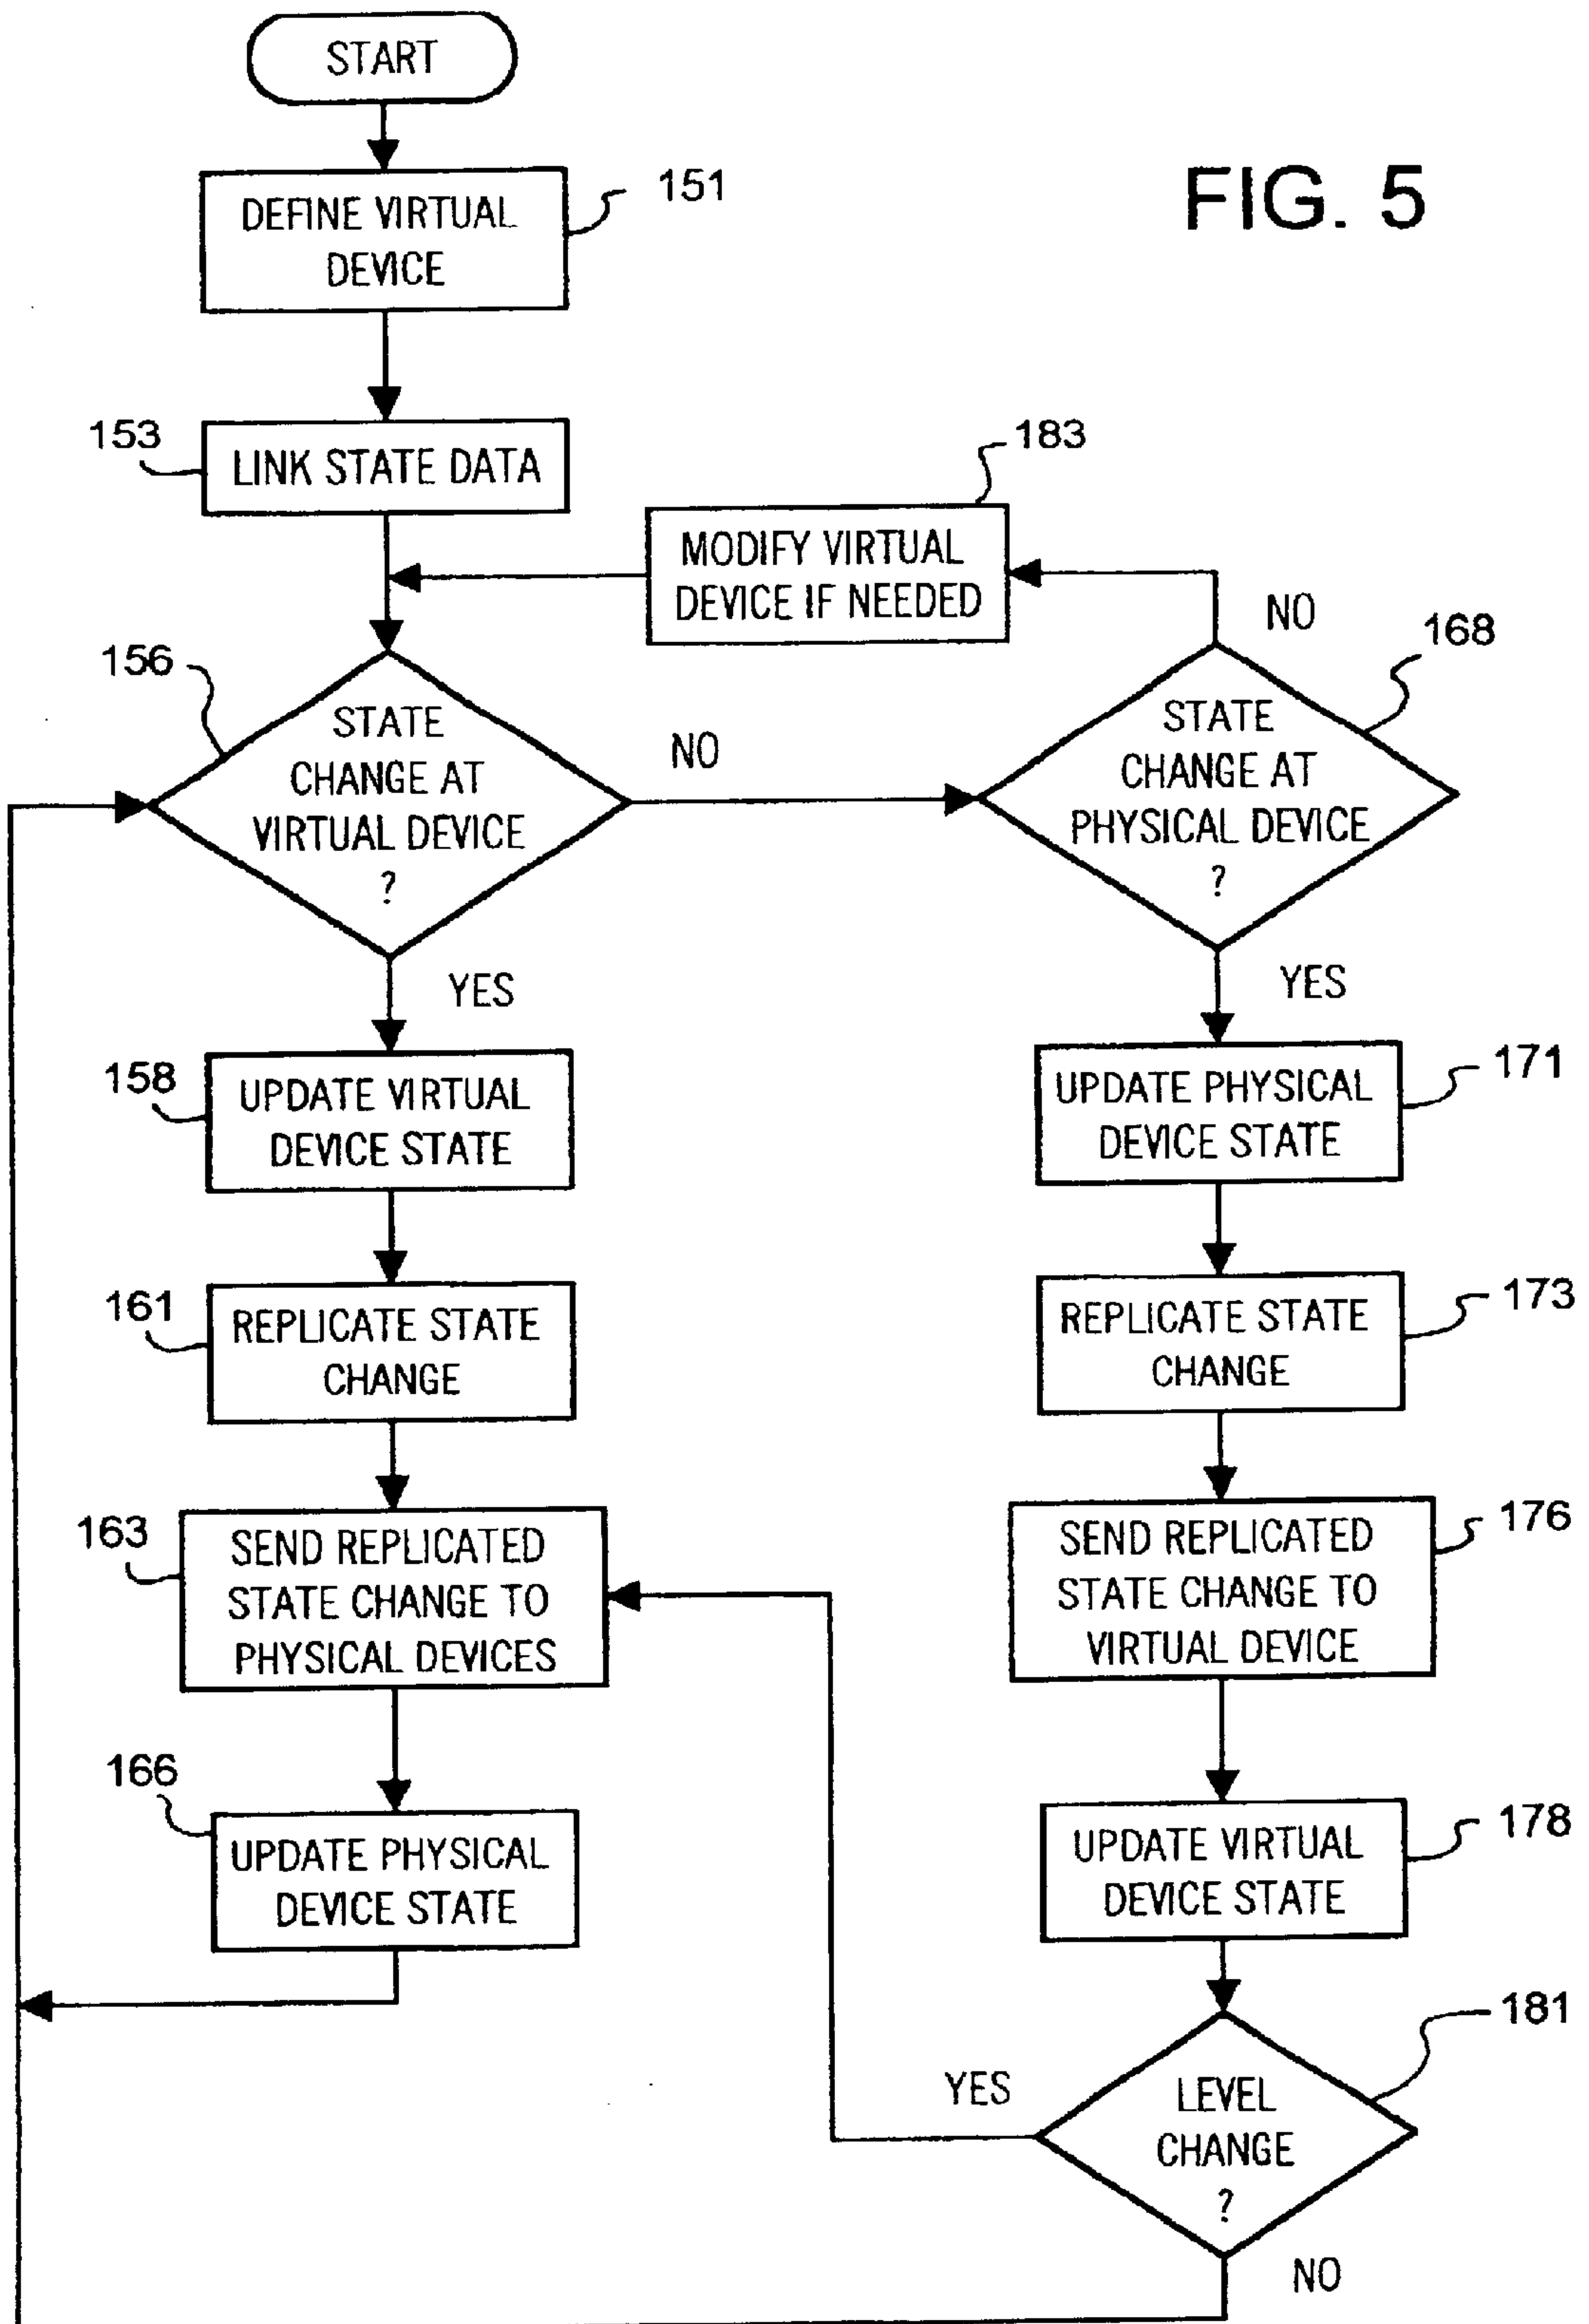 START
FIG. 5
DEFINE VIRTUAL
DEVICE
151
153
LINK STATE DATA
183
MODIFY VIRTUAL
DEVICE IF NEEDED
NO
168
156
STATE
CHANGE AT
VIRTUAL DEVICE
?
NO
STATE
CHANGE AT
PHYSICAL DEVICE
?
YES
YES
158
UPDATE VIRTUAL
DEVICE STATE
UPDATE PHYSICAL
DEVICE STATE
171
161
REPLICATE STATE
CHANGE
REPLICATE STATE
CHANGE
173
163
SEND REPLICATED
STATE CHANGE TO
PHYSICAL DEVICES
SEND REPLICATED
STATE CHANGE TO
VIRTUAL DEVICE
176
166
UPDATE PHYSICAL
DEVICE STATE
UPDATE VIRTUAL
DEVICE STATE
178
181
YES
LEVEL
CHANGE
?
NO